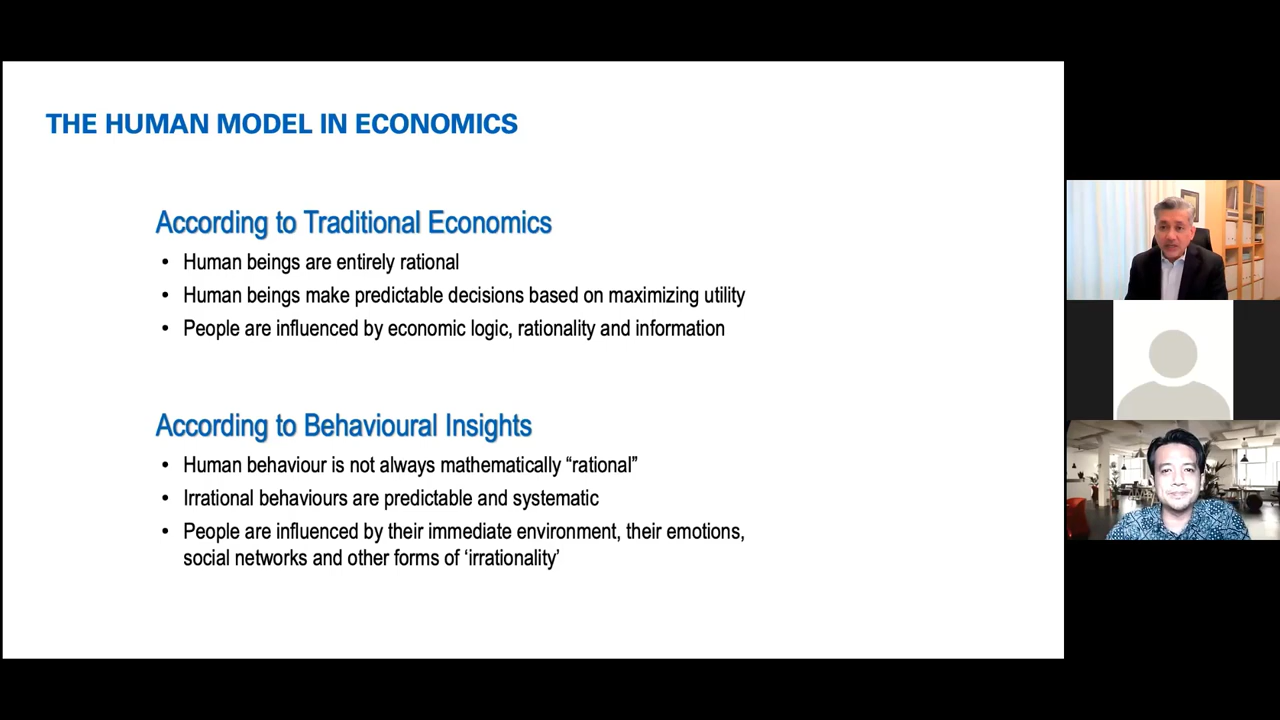 THE HUMAN MODEL IN ECONOMICS
According to Traditional Economics
• Human beings are entirely rational
• Human beings make predictable decisions based on maximizing utility
• People are influenced by economic logic, rationality and information
According to Behavioural Insights
• Human behaviour is not always mathematically “rational”
• Irrational behaviours are predictable and systematic
• People are influenced by their immediate environment, their emotions,
social networks and other forms of ‘irrationality’